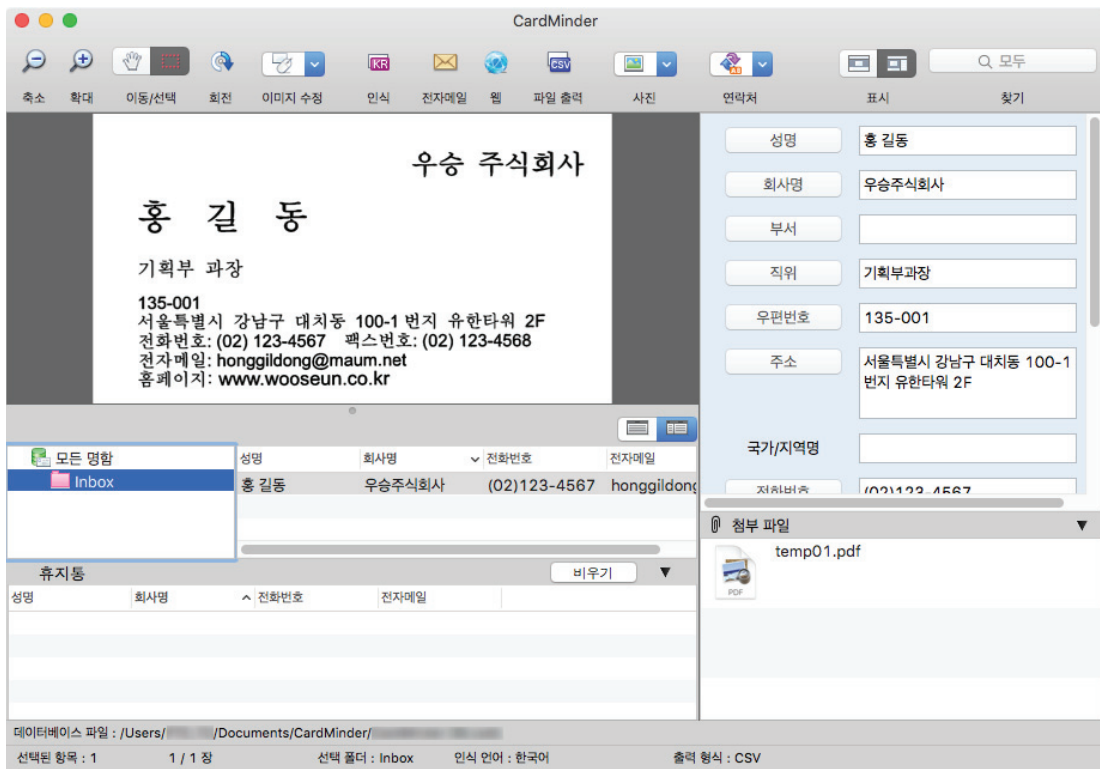 CardMinder
축소 확대 이동/선택 회전 이미지 수정 KR 인식 전자메일 웹 CSV 파일 출력 사진 연락처 표시 모두 찾기
우승 주식회사
홍 길 동
기획부 과장
135-001
서울특별시 강남구 대치동 100-1 번지 유한타워 2F
전화번호: (02) 123-4567 팩스번호: (02) 123-4568
전자메일: honggildong@maum.net
홈페이지: www.wooseun.co.kr
성명 홍 길동
회사명 우승주식회사
부서
직위 기획부과장
우편번호 135-001
주소 서울특별시 강남구 대치동 100-1
번지 유한타워 2F
국가/지역명
전화번호 (02)123-4567
모든 명함
Inbox
성명 회사명 전화번호 전자메일
홍 길동 우승주식회사 (02)123-4567 honggildong
첨부 파일
temp01.pdf
PDF
휴지통 비우기
성명 회사명 전화번호 전자메일
데이터베이스 파일 : /Users/ /Documents/CardMinder/
선택된 항목 : 1 1 / 1 장 선택 폴더 : Inbox 인식 언어 : 한국어 출력 형식 : CSV